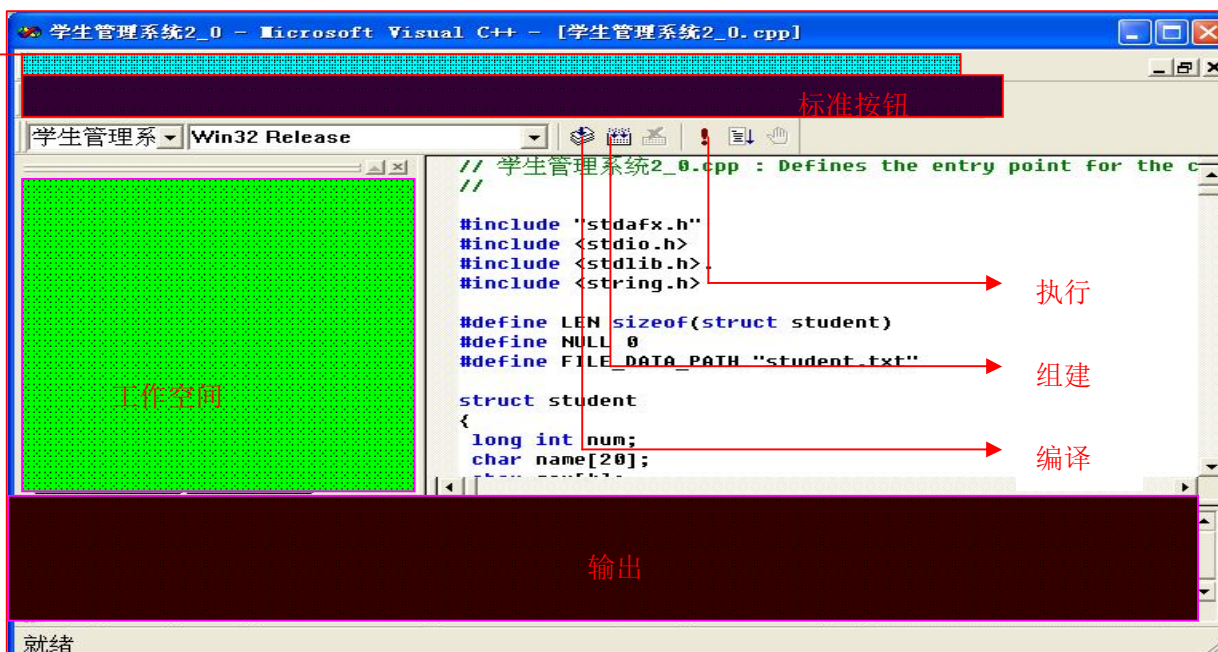 学生管理系统2_0 - Microsoft Visual C++ - [学生管理系统2_0.cpp]
标准按钮
学生管理系 Win32 Release
// 学生管理系统2_0.cpp : Defines the entry point for the c
//
#include "stdafx.h"
#include <stdio.h>
#include <stdlib.h>
#include <string.h>
执行
#define LEN sizeof(struct student)
#define NULL 0
#define FILE_DATA_PATH "student.txt"
组建
工作空间
struct student
{
long int num;
char name[20];
编译
输出
就绪